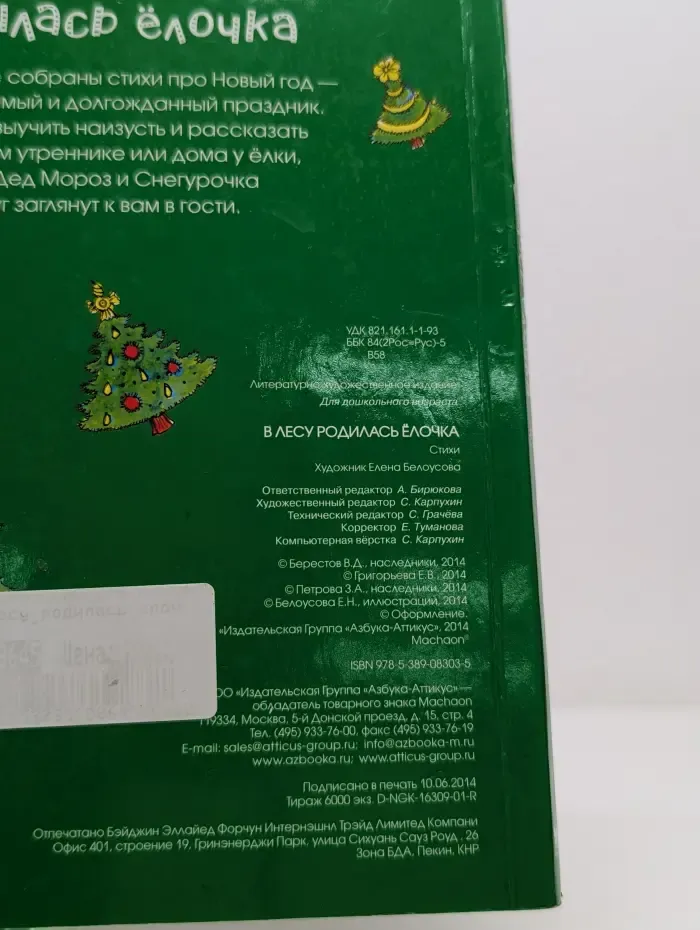 лась ёлочка
собраны стихи про Новый год —
мый и долгожданный праздник.
выучить наизусть и рассказать
м утреннике или дома у ёлки,
Дед Мороз и Снегурочка
уг заглянут к вам в гости.
УДК 821.161.1-1-93
ББК 84(2Рос=Рус)-5
В58
Литературно-художественное издание
Для дошкольного возраста
В ЛЕСУ РОДИЛАСЬ ЁЛОЧКА
Стихи
Художник Елена Белоусова
Ответственный редактор А. Бирюкова
Художественный редактор С. Карпухин
Технический редактор С. Грачёва
Корректор Е. Туманова
Компьютерная вёрстка С. Карпухин
© Берестов В.Д., наследники, 2014
© Григорьева Е.В., 2014
© Петрова З.А., наследники, 2014
© Белоусова Е.Н., иллюстрации, 2014
© Оформление.
«Издательская Группа «Азбука-Аттикус», 2014
Machaon®
ISBN 978-5-389-08303-5
ОО «Издательская Группа «Азбука-Аттикус» —
обладатель товарного знака Machaon
119334, Москва, 5-й Донской проезд, д. 15, стр. 4
Тел. (495) 933-76-00, факс (495) 933-76-19
E-mail: sales@atticus-group.ru; info@azbooka-m.ru
www.azbooka.ru; www.atticus-group.ru
Подписано в печать 10.06.2014
Тираж 6000 экз. D-NGK-16309-01-R
Отпечатано Бэйджин Эллайед Форчун Интернэшнл Трэйд Лимитед Компани
Офис 401, строение 19, Гринэнерджи Парк, улица Сихуань Сауз Роуд , 26
Зона БДА, Пекин, КНР